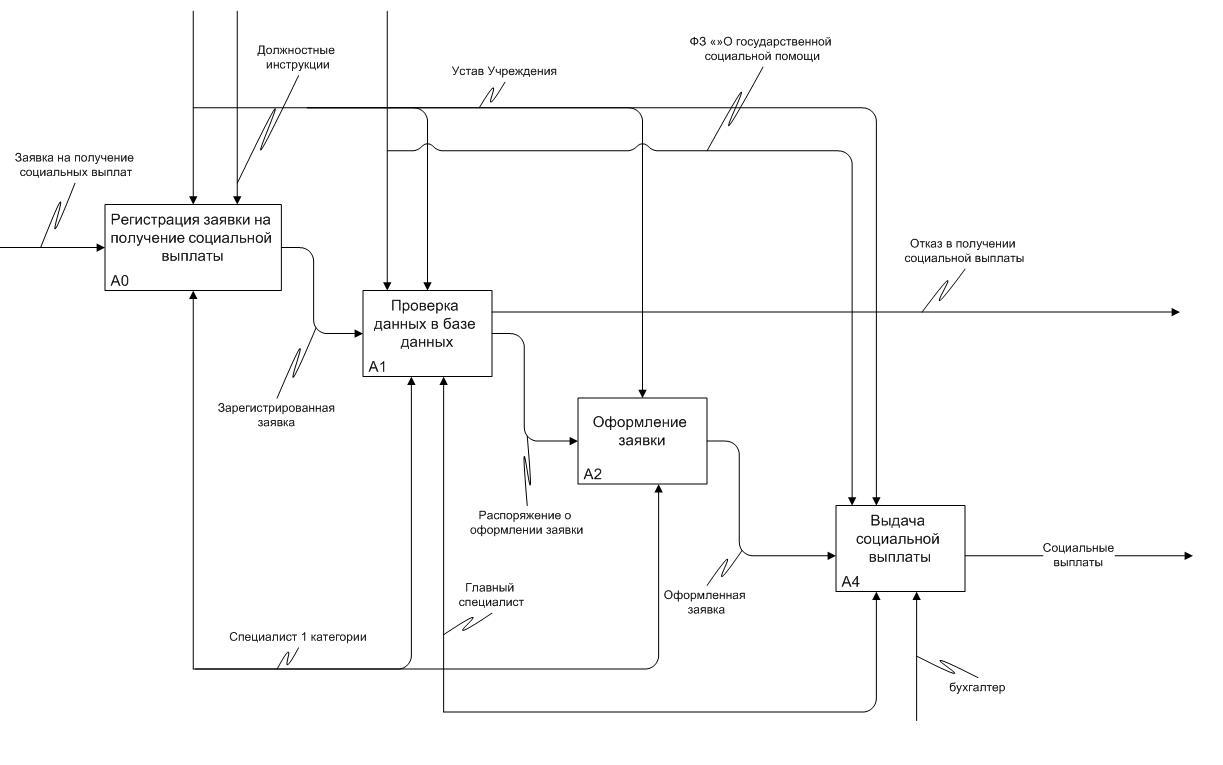 Должностные
инструкции
Устав Учреждения
ФЗ «»О государственной
социальной помощи
Заявка на получение
социальных выплат
Регистрация заявки на
получение социальной
выплаты
A0
Отказ в получении
социальной выплаты
Проверка
данных в базе
данных
A1
Зарегистрированная
заявка
Оформление
заявки
A2
Распоряжение о
оформлении заявки
Выдача
социальной
выплаты
A4
Социальные
выплаты
Главный
специалист
Оформленная
заявка
Специалист 1 категории
бухгалтер